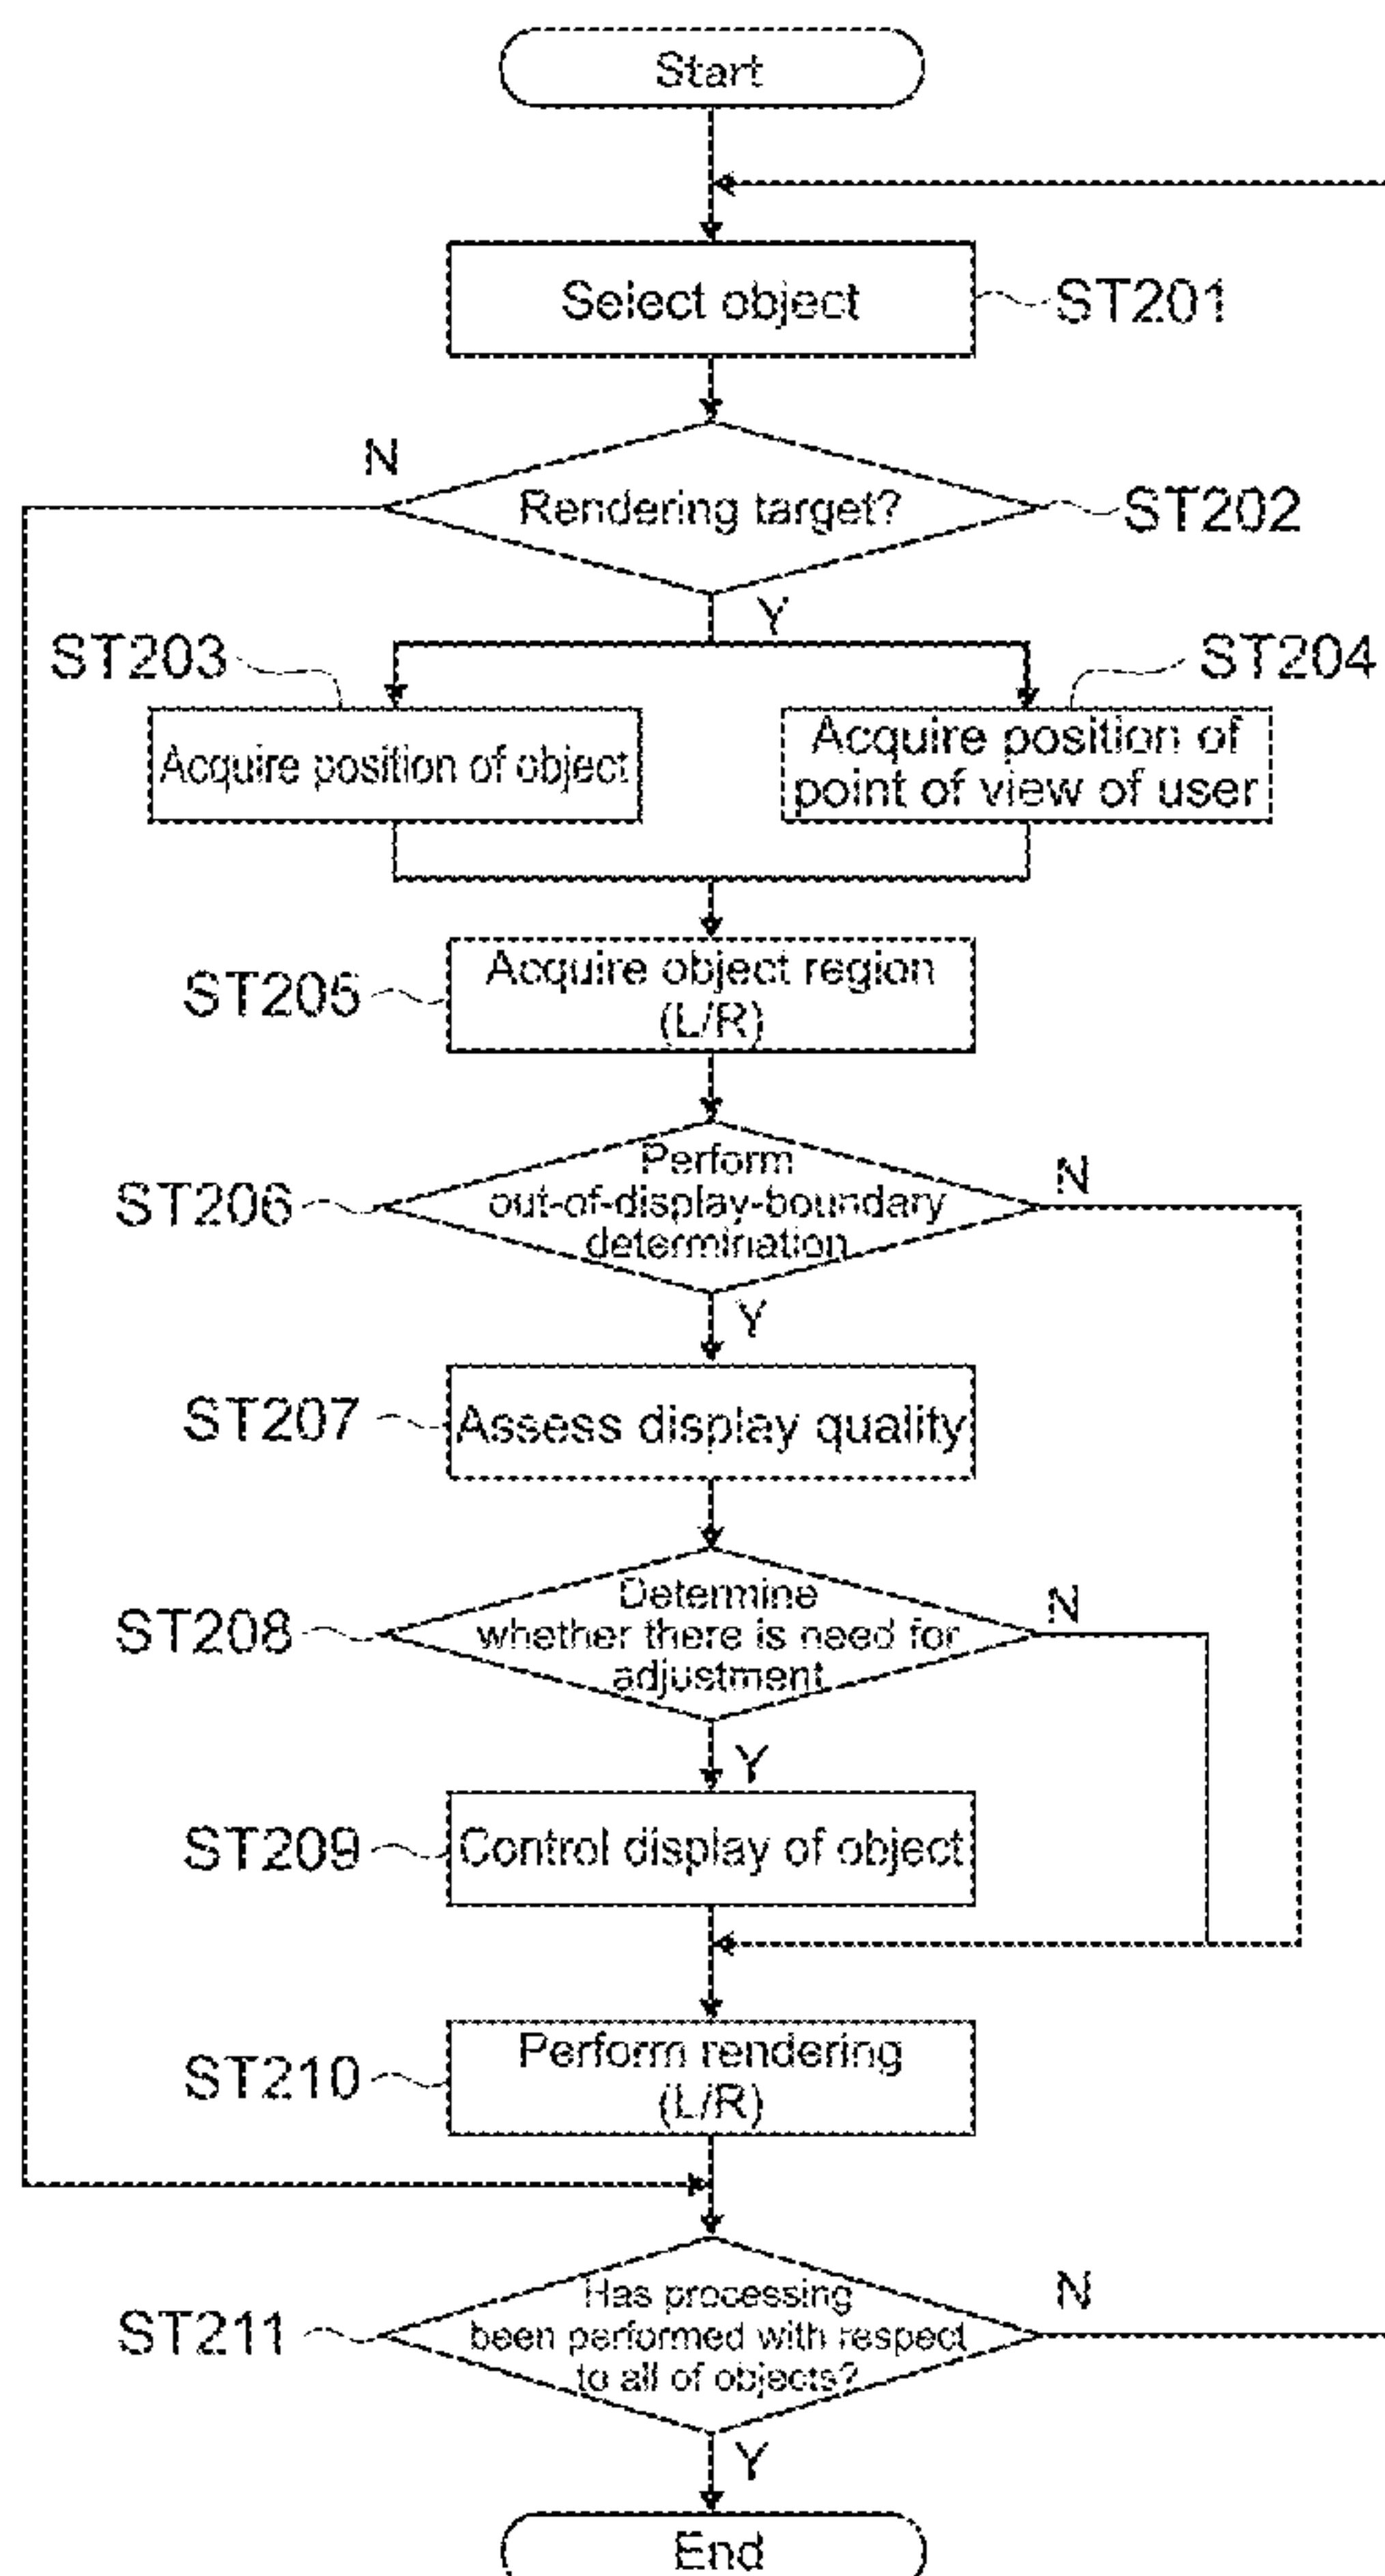 Start
Select object
ST201
N
Rendering target?
ST202
Y
ST203
ST204
Acquire position of object
Acquire position of
point of view of user
ST205
Acquire object region
(L/R)
ST206
Perform
out-of-display-boundary
determination
N
Y
ST207
Assess display quality
ST208
Determine
whether there is need for
adjustment
N
Y
ST209
Control display of object
ST210
Perform rendering
(L/R)
ST211
Has processing
been performed with respect
to all of objects?
N
Y
End